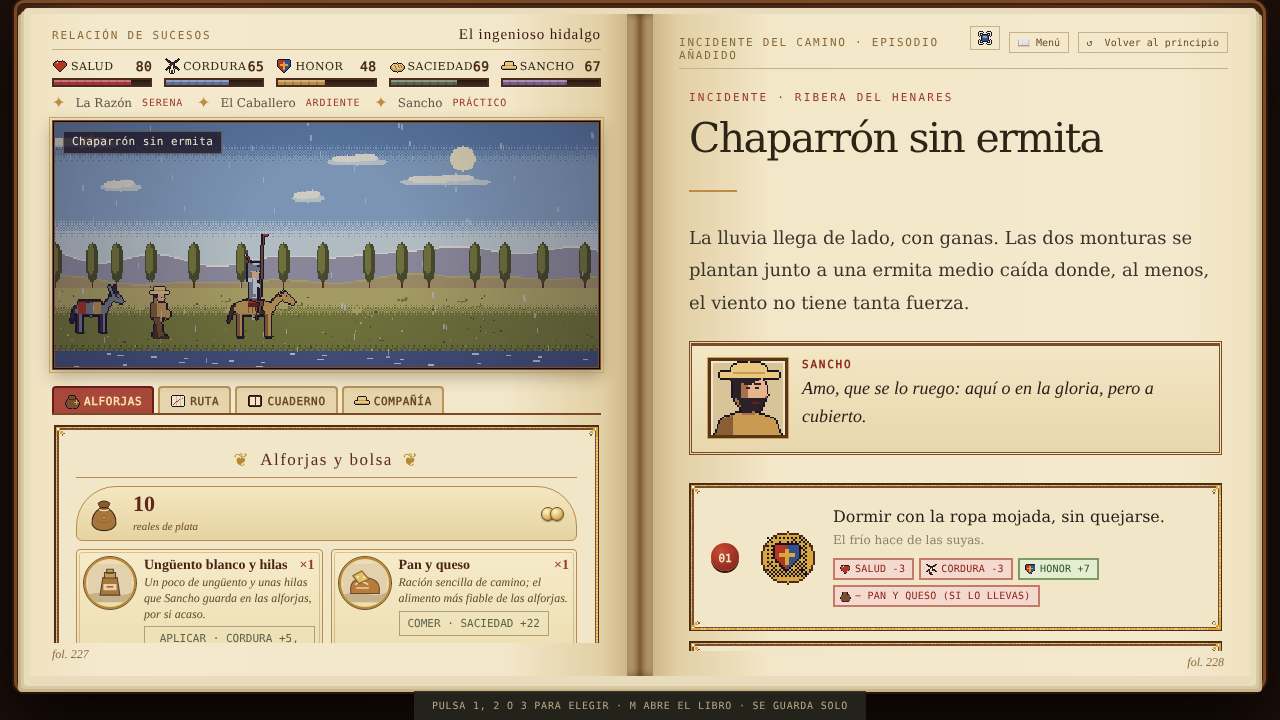 RELACIÓN DE SUCESOS
El ingenioso hidalgo
SALUD 80
CORDURA 65
HONOR 48
SACIEDAD 69
SANCHO 67
La Razón SERENA
El Caballero ARDIENTE
Sancho PRÁCTICO
Chaparrón sin ermita
ALFORJAS
RUTA
CUADERNO
COMPAÑÍA
Alforjas y bolsa
10
reales de plata
Ungüento blanco y hilas ×1
Un poco de ungüento y unas hilas
que Sancho guarda en las alforjas,
por si acaso.
APLICAR · CORDURA +5,
Pan y queso ×1
Ración sencilla de camino; el
alimento más fiable de las alforjas.
COMER · SACIEDAD +22
fol. 227
INCIDENTE DEL CAMINO · EPISODIO
AÑADIDO
Menú
↺ Volver al principio
INCIDENTE · RIBERA DEL HENARES
Chaparrón sin ermita
La lluvia llega de lado, con ganas. Las dos monturas se
plantan junto a una ermita medio caída donde, al menos,
el viento no tiene tanta fuerza.
SANCHO
Amo, que se lo ruego: aquí o en la gloria, pero a
cubierto.
01
Dormir con la ropa mojada, sin quejarse.
El frío hace de las suyas.
SALUD -3
CORDURA -3
HONOR +7
− PAN Y QUESO (SI LO LLEVAS)
fol. 228
PULSA 1, 2 O 3 PARA ELEGIR · M ABRE EL LIBRO · SE GUARDA SOLO